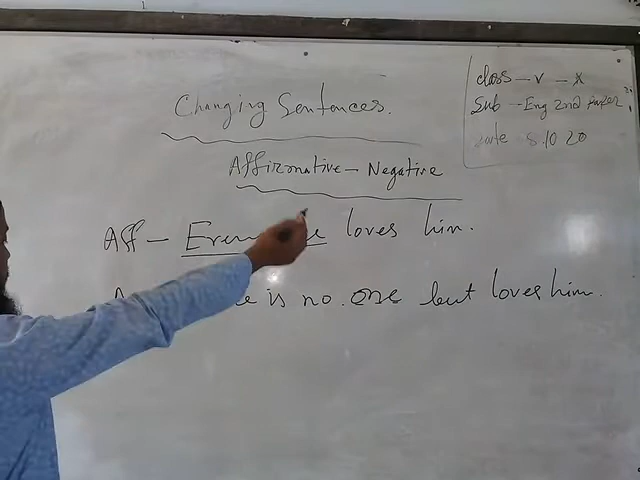 Changing Sentences.
class - V - X
Sub - Eng 2nd paper
Date 8.10 20
Affirmative - Negative
Aff - loves him.
is no one but loves him.